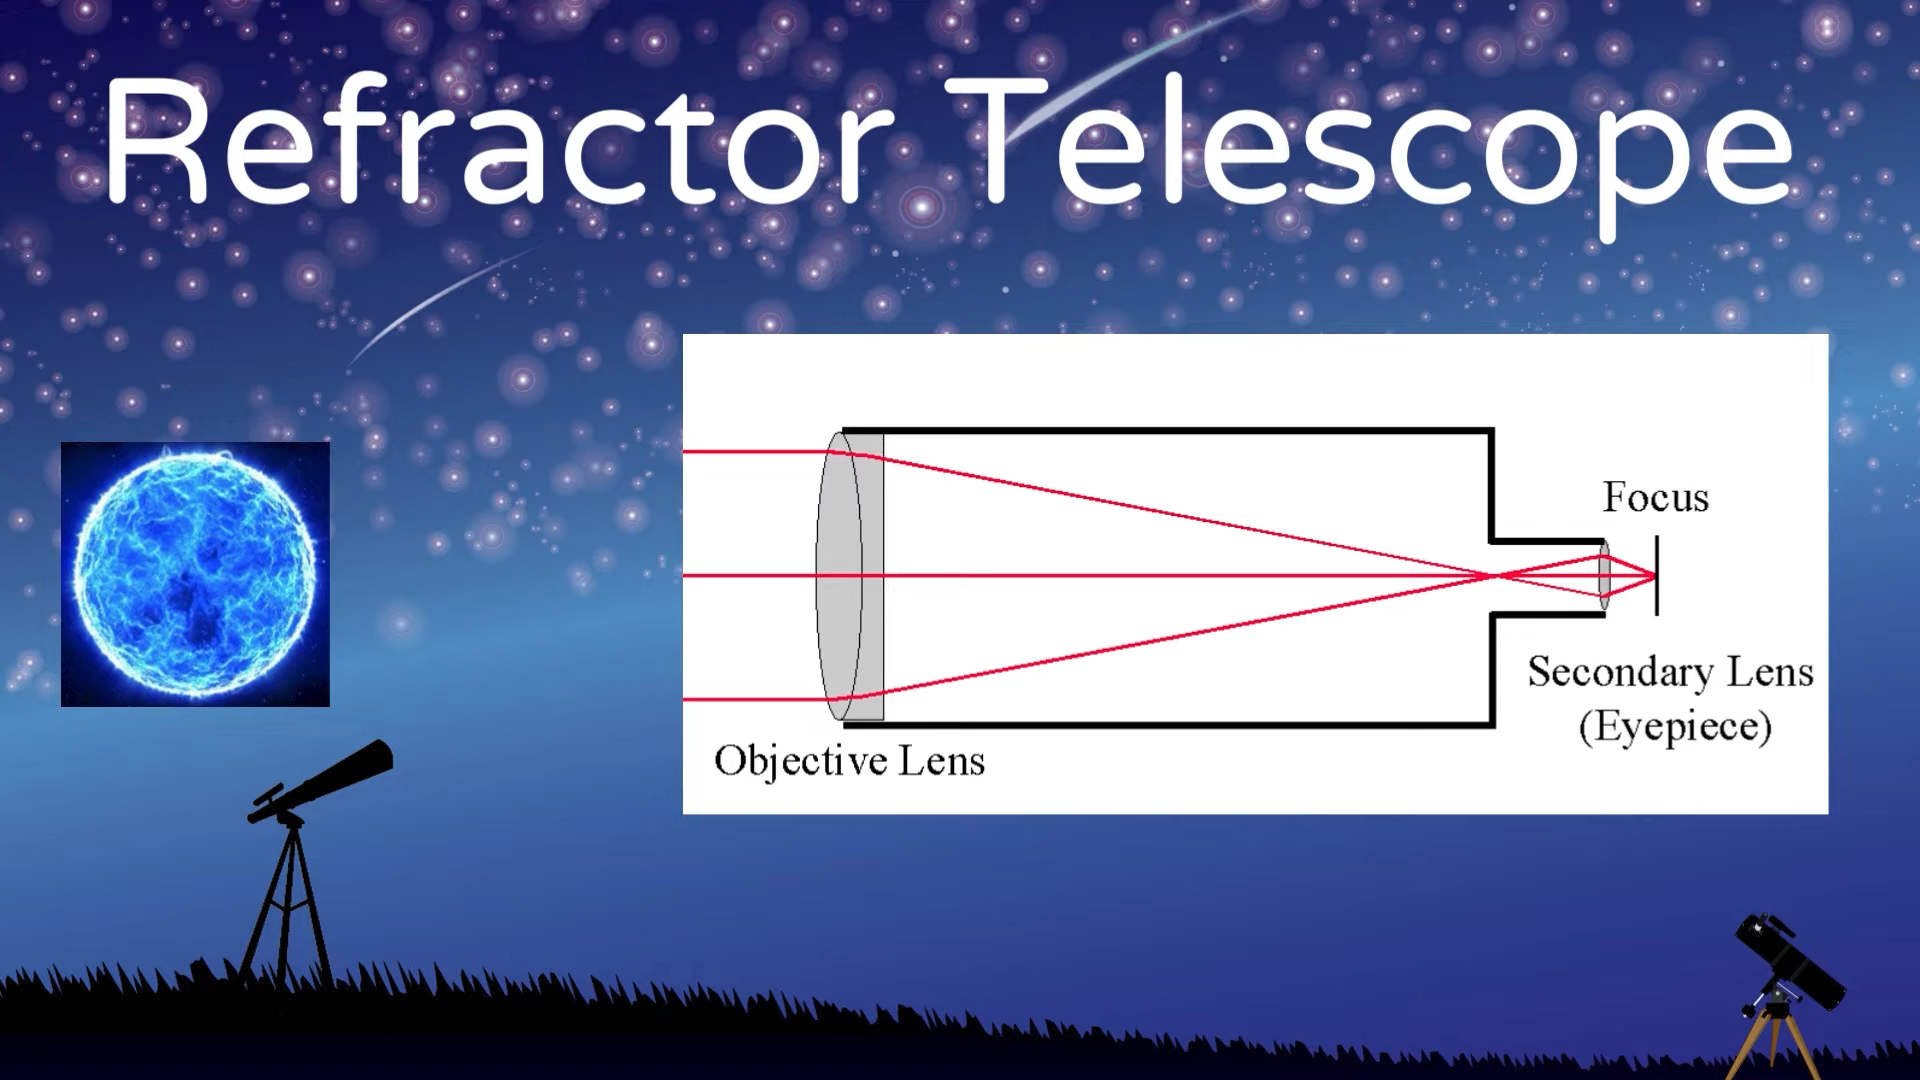 Refractor Telescope
Focus
Secondary Lens
(Eyepiece)
Objective Lens